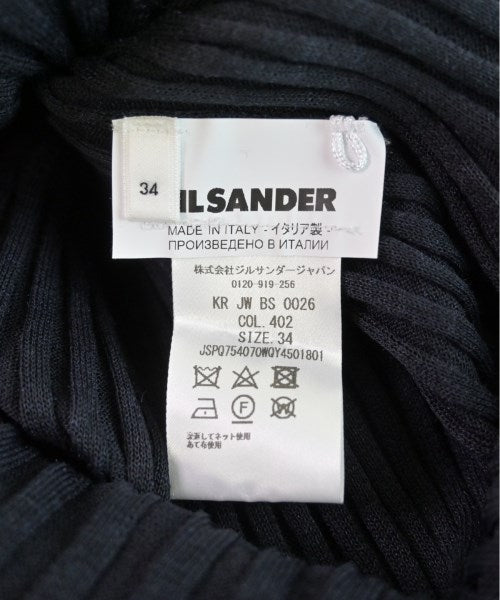 34
IL SANDER
MADE IN ITALY - イタリア製 -
ПРОИЗВЕДЕНО В ИТАЛИИ
株式会社ジルサンダージャパン
0120-919-256
KR JW BS 0026
COL. 402
SIZE. 34
JSPQ754070WQY4501801
F W
返してネット使用
あて布使用